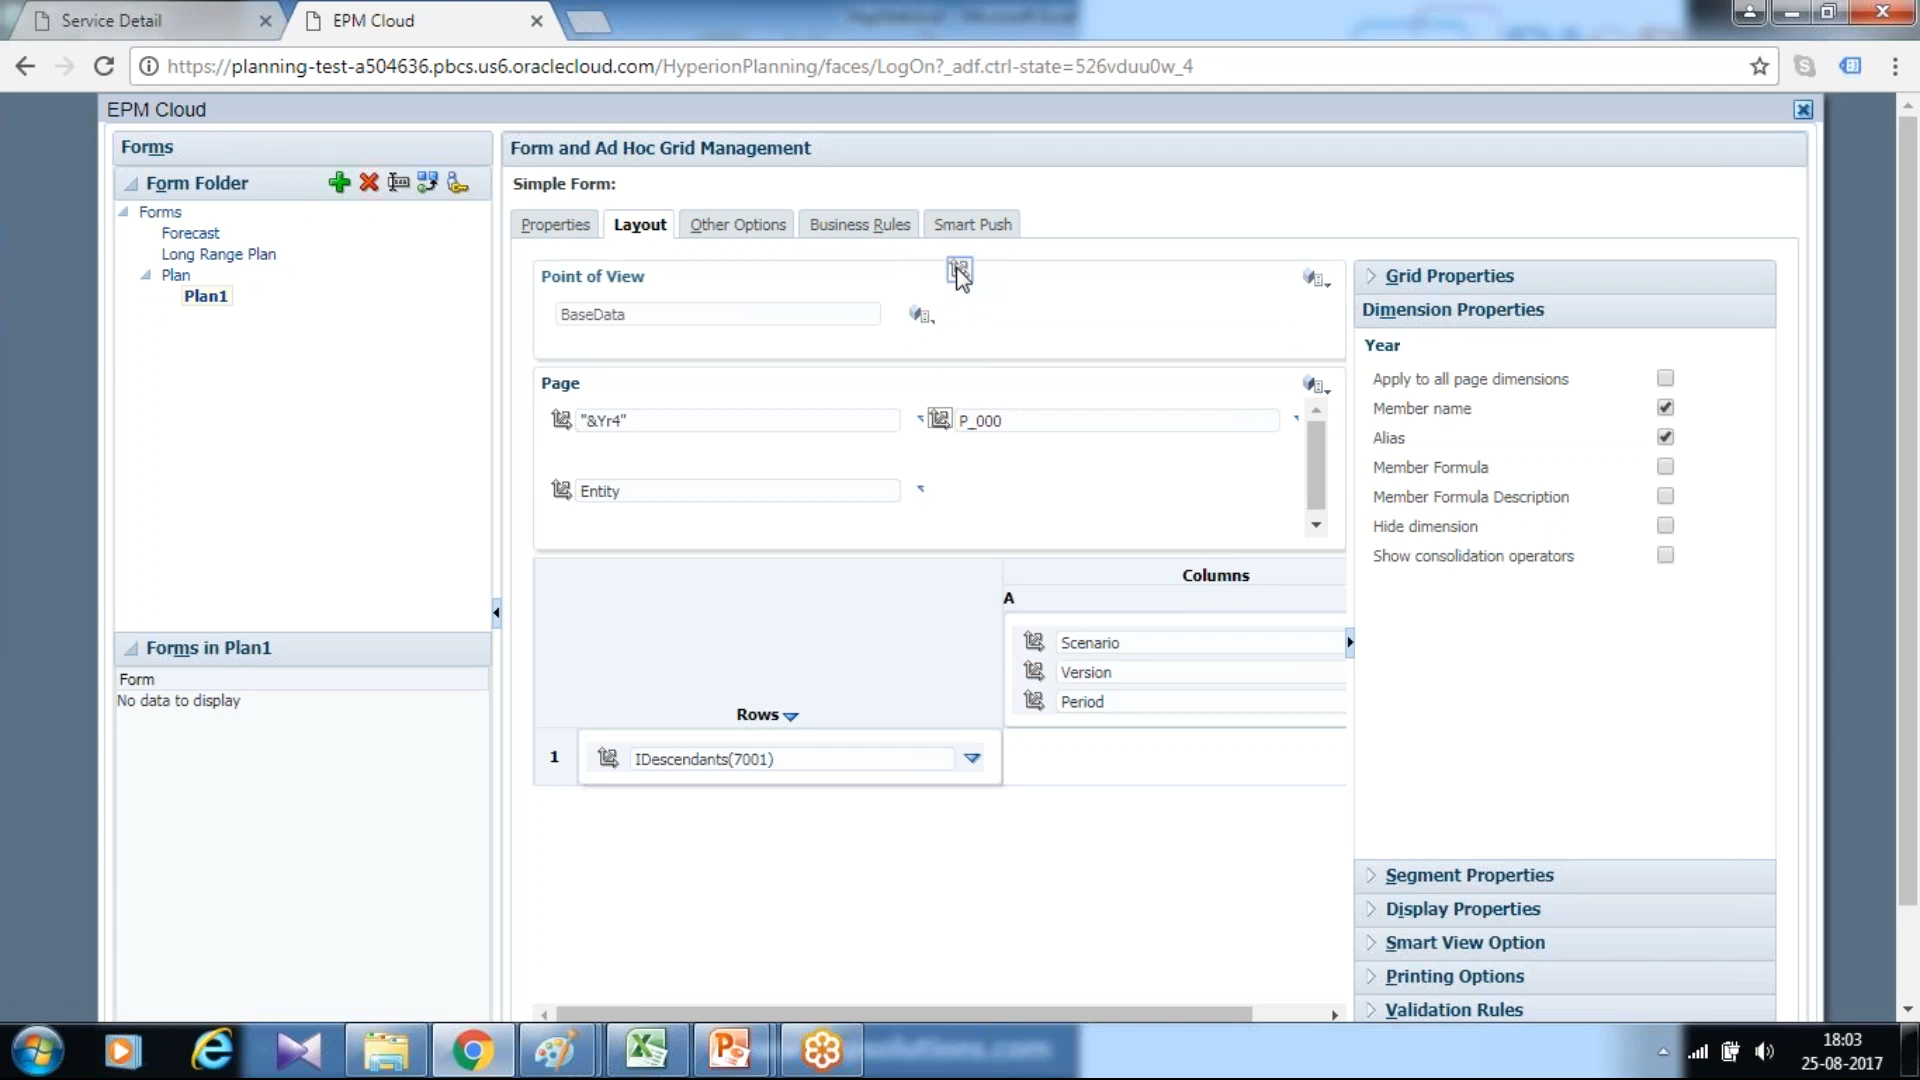 Service Detail
EPM Cloud
https://planning-test-a504636.pbcs.us6.oraclecloud.com/HyperionPlanning/faces/LogOn?_adf.ctrl-state=526vduu0w_4
EPM Cloud
Forms
Form Folder
Forms
Forecast
Long Range Plan
Plan
Plan1
Forms in Plan1
Form
No data to display
Form and Ad Hoc Grid Management
Simple Form:
Properties
Layout
Other Options
Business Rules
Smart Push
Point of View
BaseData
Page
"&Yr4"
P_000
Entity
Columns
A
Scenario
Version
Period
Rows
1
IDescendants(7001)
Grid Properties
Dimension Properties
Year
Apply to all page dimensions
Member name
Alias
Member Formula
Member Formula Description
Hide dimension
Show consolidation operators
Segment Properties
Display Properties
Smart View Option
Printing Options
Validation Rules
18:03
25-08-2017